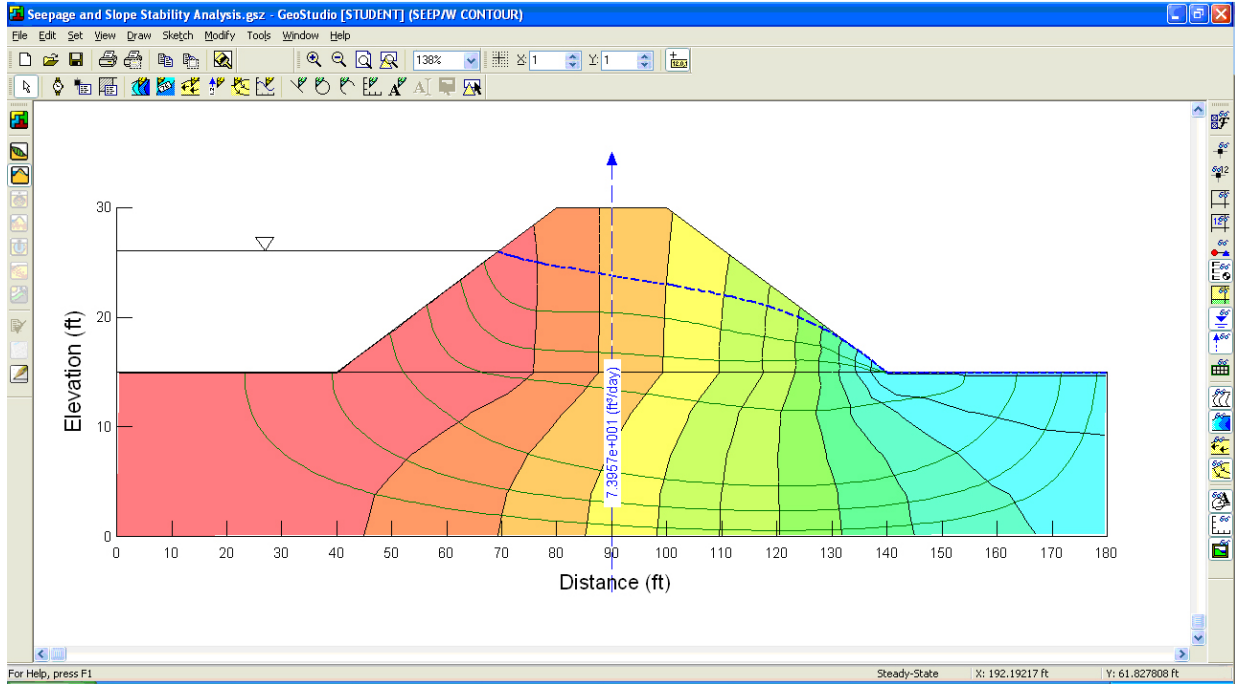 Seepage and Slope Stability Analysis.gsz - GeoStudio [STUDENT] (SEEP/W CONTOUR)
File Edit Set View Draw Sketch Modify Tools Window Help
138% X: 1 Y: 1
30
20
10
0
Elevation (ft)
7.3957e+001 (ft³/day)
0 10 20 30 40 50 60 70 80 90 100 110 120 130 140 150 160 170 180
Distance (ft)
For Help, press F1 Steady-State X: 192.19217 ft Y: 61.827808 ft